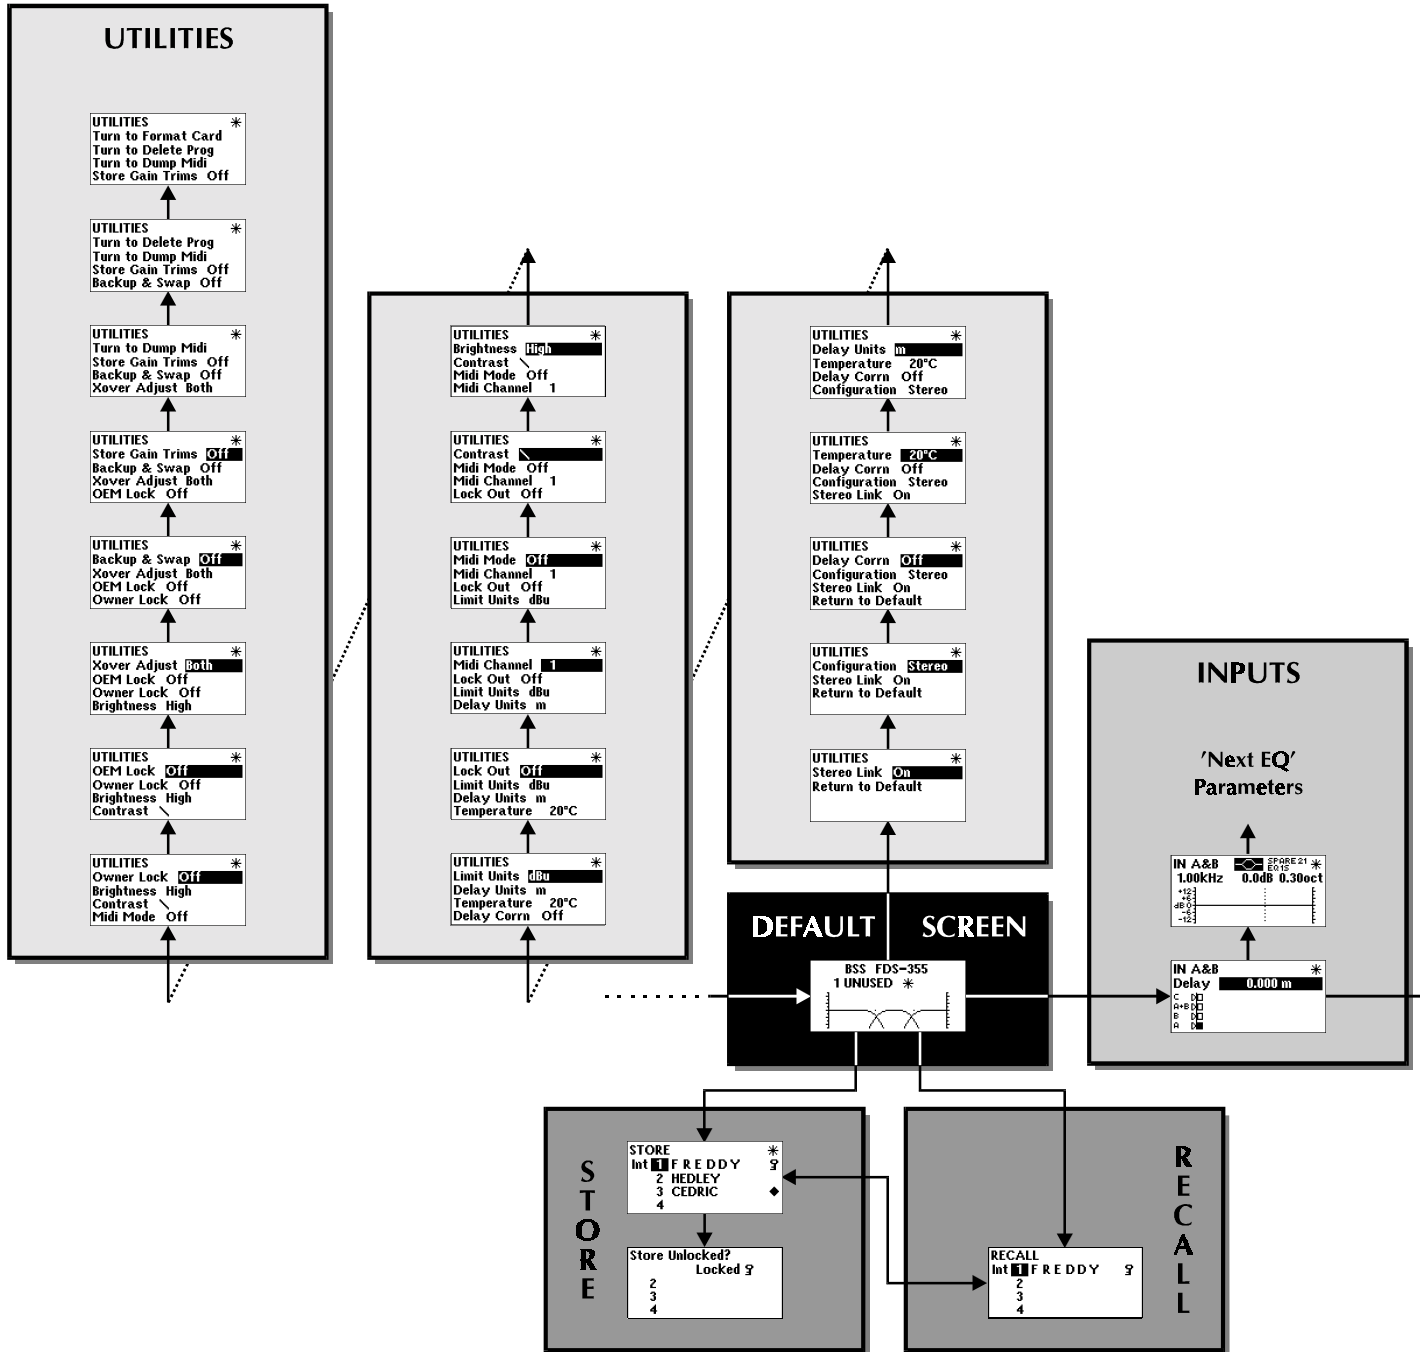 UTILITIES
UTILITIES
Turn to Format Card
Turn to Delete Prog
Turn to Dump Midi
Store Gain Trims Off
UTILITIES
Turn to Delete Prog
Turn to Dump Midi
Store Gain Trims Off
Backup & Swap Off
UTILITIES
Turn to Dump Midi
Store Gain Trims Off
Backup & Swap Off
Xover Adjust Both
UTILITIES
Store Gain Trims Off
Backup & Swap Off
Xover Adjust Both
OEM Lock Off
UTILITIES
Backup & Swap Off
Xover Adjust Both
OEM Lock Off
Owner Lock Off
UTILITIES
Xover Adjust Both
OEM Lock Off
Owner Lock Off
Brightness High
UTILITIES
OEM Lock Off
Owner Lock Off
Brightness High
Contrast \
UTILITIES
Owner Lock Off
Brightness High
Contrast \
Midi Mode Off
UTILITIES
Brightness High
Contrast \
Midi Mode Off
Midi Channel 1
UTILITIES
Contrast \
Midi Mode Off
Midi Channel 1
Lock Out Off
UTILITIES
Midi Mode Off
Midi Channel 1
Lock Out Off
Limit Units dBu
UTILITIES
Midi Channel 1
Lock Out Off
Limit Units dBu
Delay Units m
UTILITIES
Lock Out Off
Limit Units dBu
Delay Units m
Temperature 20°C
UTILITIES
Limit Units dBu
Delay Units m
Temperature 20°C
Delay Corrn Off
UTILITIES
Delay Units m
Temperature 20°C
Delay Corrn Off
Configuration Stereo
UTILITIES
Temperature 20°C
Delay Corrn Off
Configuration Stereo
Stereo Link On
UTILITIES
Delay Corrn Off
Configuration Stereo
Stereo Link On
Return to Default
UTILITIES
Configuration Stereo
Stereo Link On
Return to Default
UTILITIES
Stereo Link On
Return to Default
DEFAULT SCREEN
BSS FDS-355
1 UNUSED
INPUTS
'Next EQ'
Parameters
IN A&B SPARE 21
EQ 1S
1.00kHz 0.0dB 0.30oct
+12
+6
dB 0
-6
-12
IN A&B
Delay 0.000 m
C
A+B
B
A
STORE
STORE
Int 1 FREDDY
2 HEDLEY
3 CEDRIC
4
Store Unlocked?
Locked
2
3
4
RECALL
RECALL
Int 1 FREDDY
2
3
4